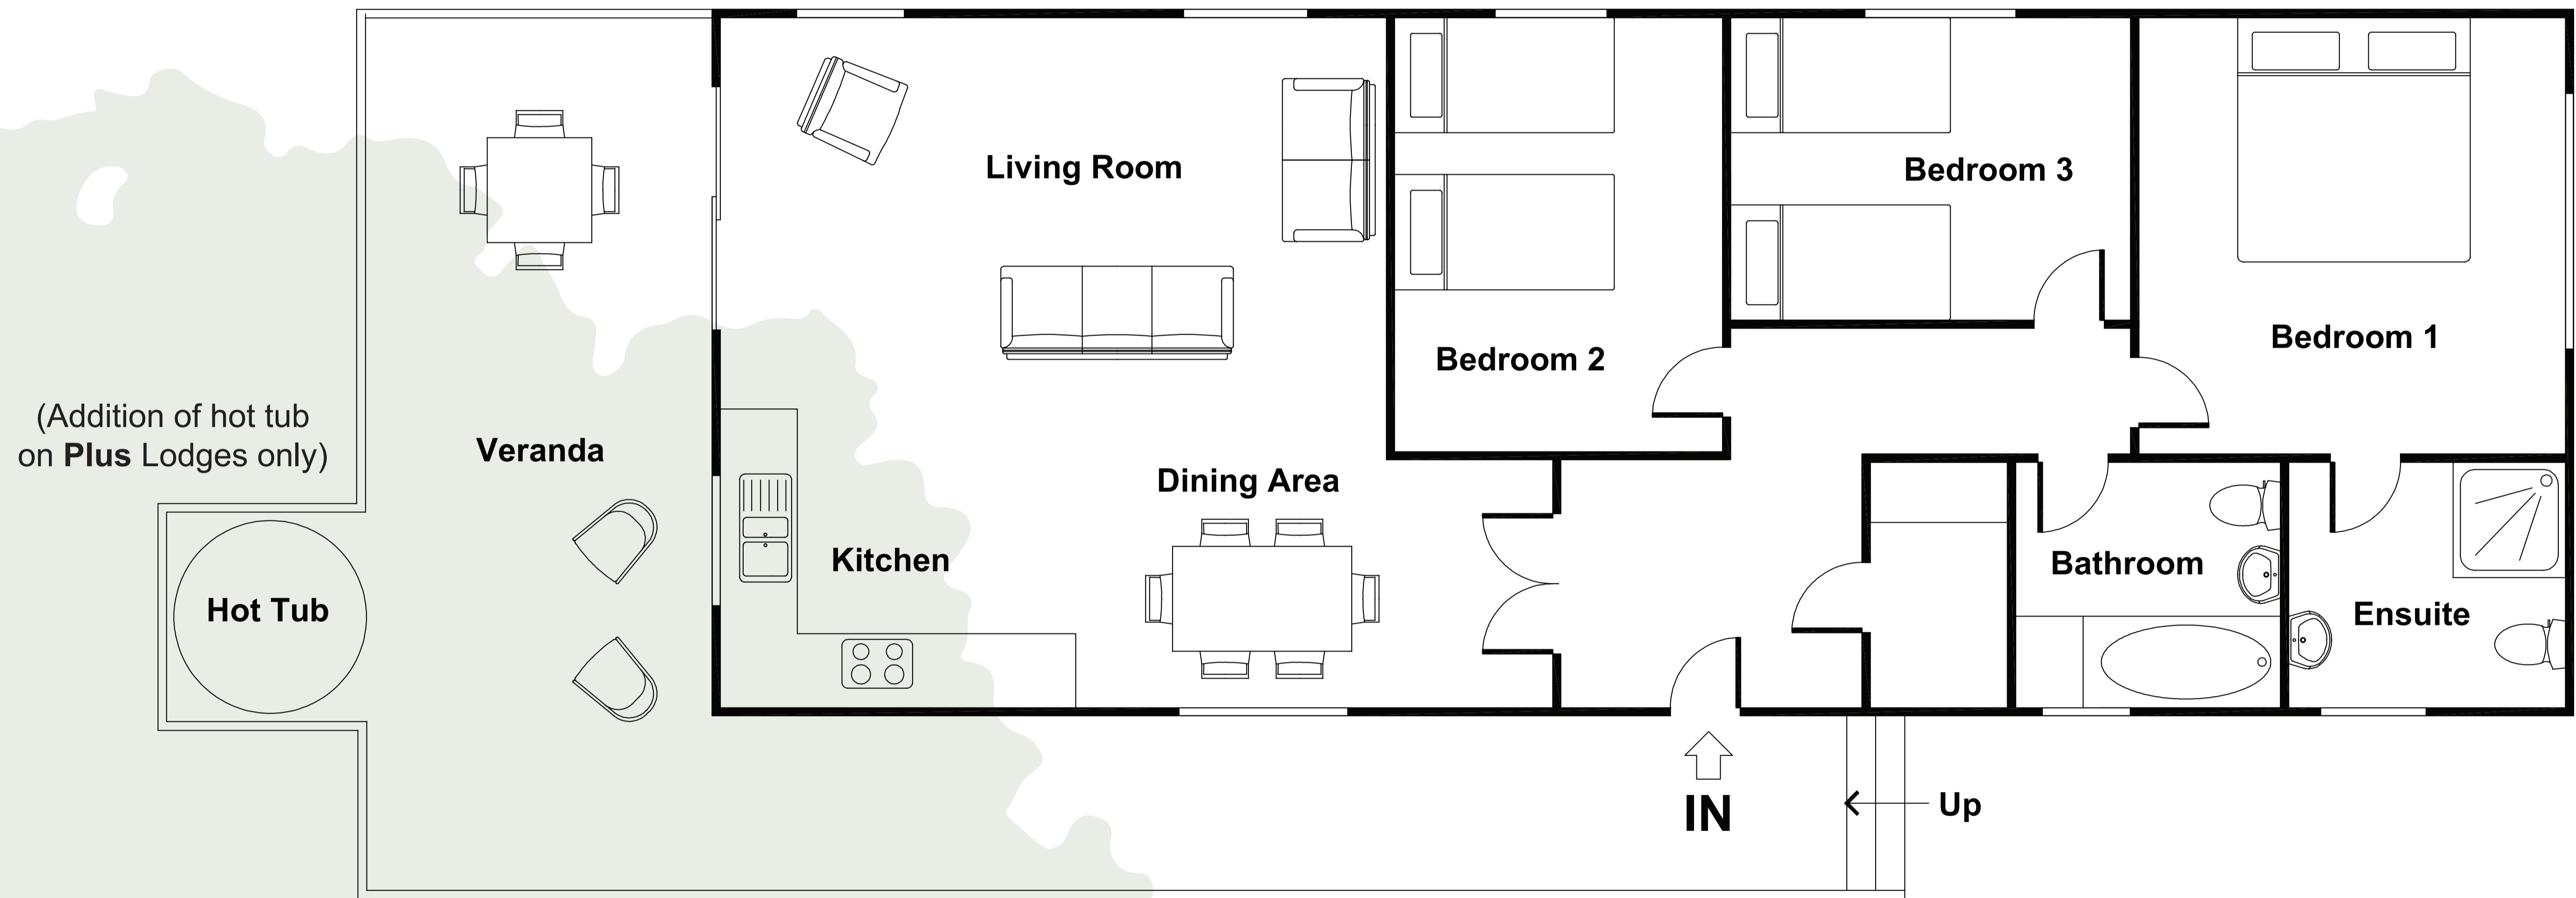 Living Room
Bedroom 3
Bedroom 1
Bedroom 2
(Addition of hot tub
on Plus Lodges only)
Veranda
Dining Area
Kitchen
Bathroom
Hot Tub
Ensuite
IN
Up